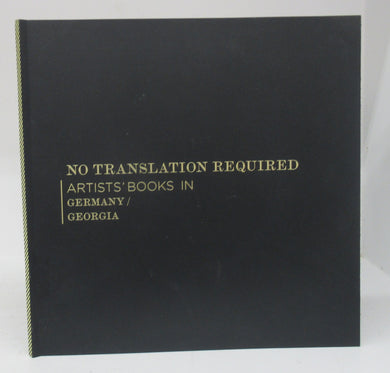 NO TRANSLATION REQUIRED
ARTISTS' BOOKS IN
GERMANY/
GEORGIA